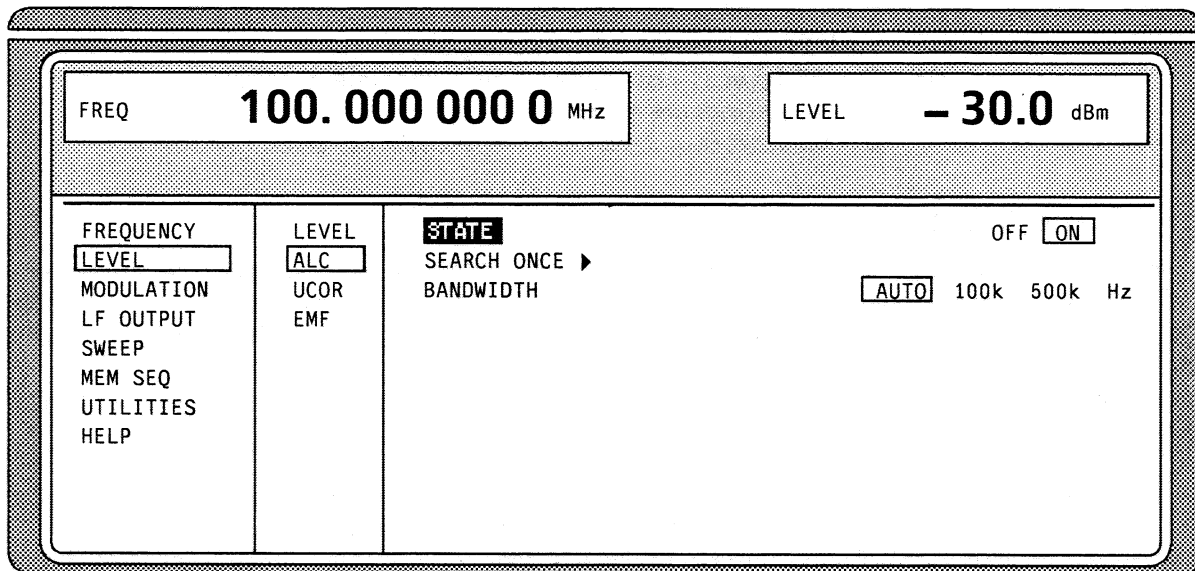 FREQ 100. 000 000 0 MHz LEVEL – 30.0 dBm
FREQUENCY LEVEL STATE OFF ON
LEVEL ALC SEARCH ONCE ▶
MODULATION UCOR BANDWIDTH AUTO 100k 500k Hz
LF OUTPUT EMF
SWEEP
MEM SEQ
UTILITIES
HELP